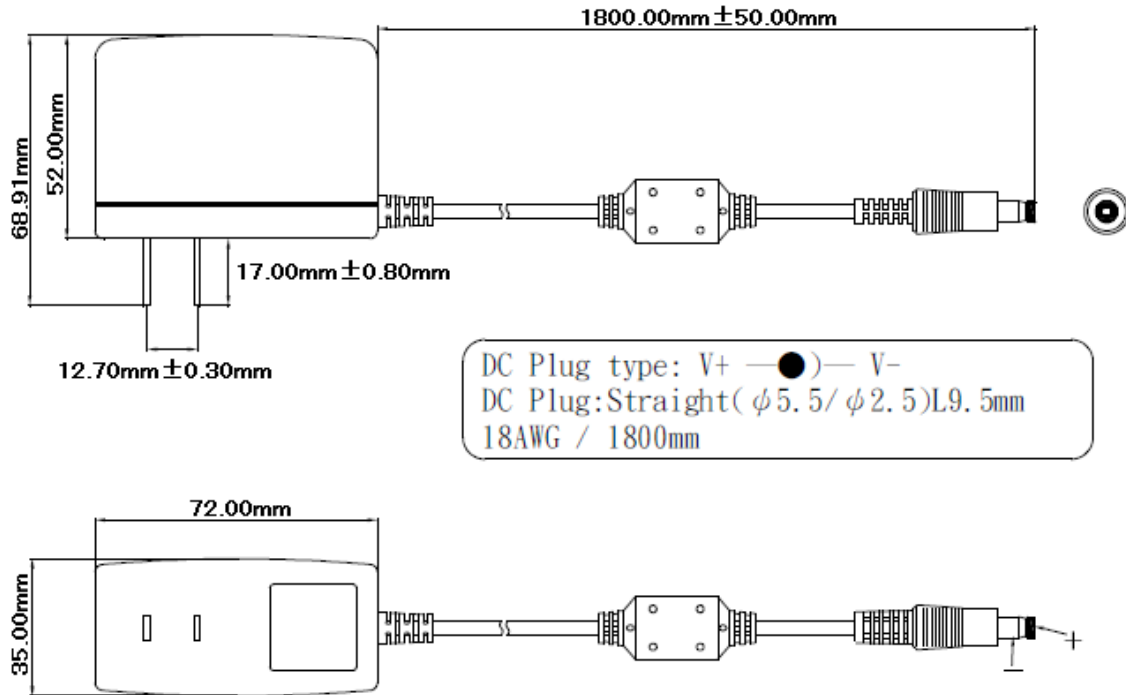 1800.00mm±50.00mm
68.91mm
52.00mm
17.00mm±0.80mm
12.70mm±0.30mm
DC Plug type: V+ —●)— V-
DC Plug:Straight(φ5.5/φ2.5)L9.5mm
18AWG / 1800mm
72.00mm
35.00mm
+
—